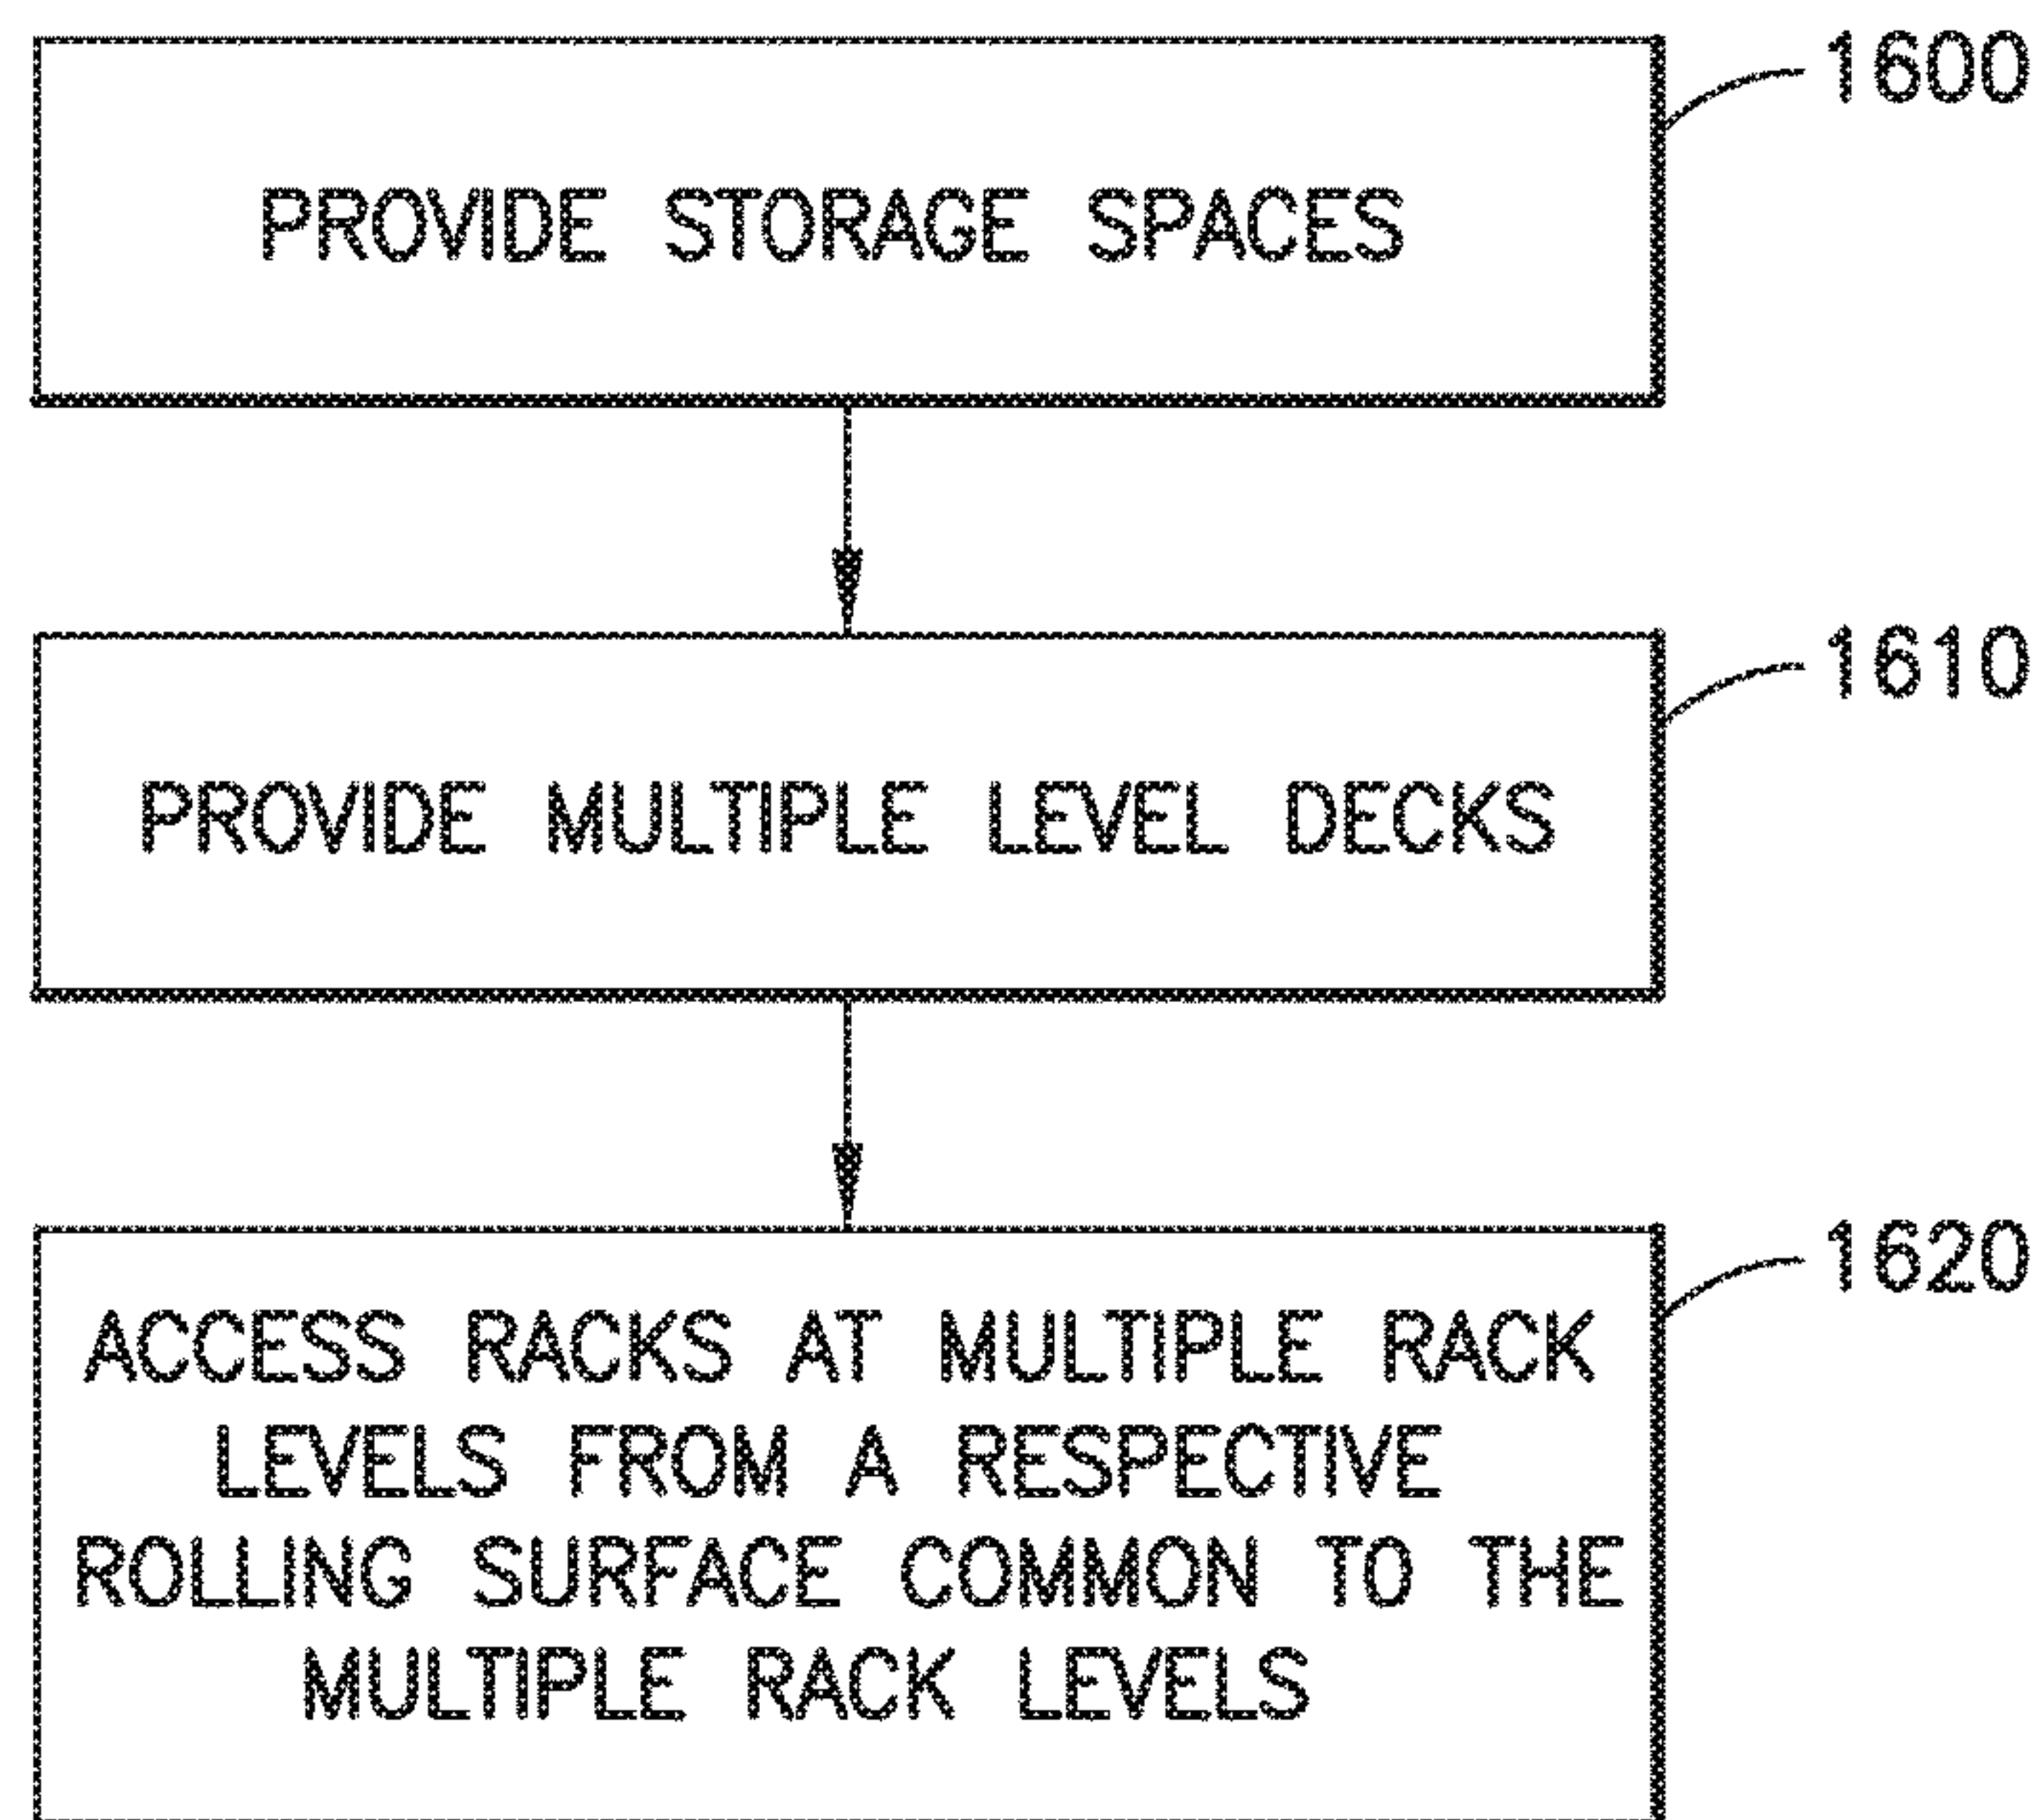 1600
PROVIDE STORAGE SPACES
1610
PROVIDE MULTIPLE LEVEL DECKS
1620
ACCESS RACKS AT MULTIPLE RACK
LEVELS FROM A RESPECTIVE
ROLLING SURFACE COMMON TO THE
MULTIPLE RACK LEVELS